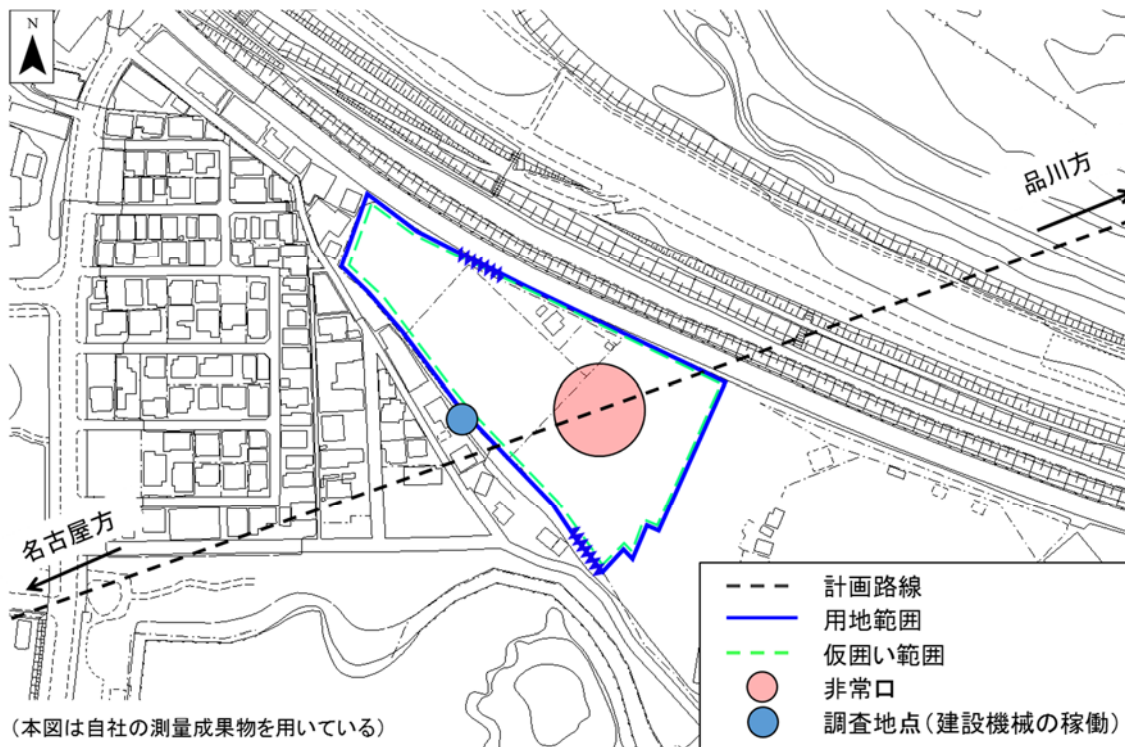 N
品川方
名古屋方
計画路線
用地範囲
仮囲い範囲
非常口
調査地点(建設機械の稼働)
(本図は自社の測量成果物を用いている)